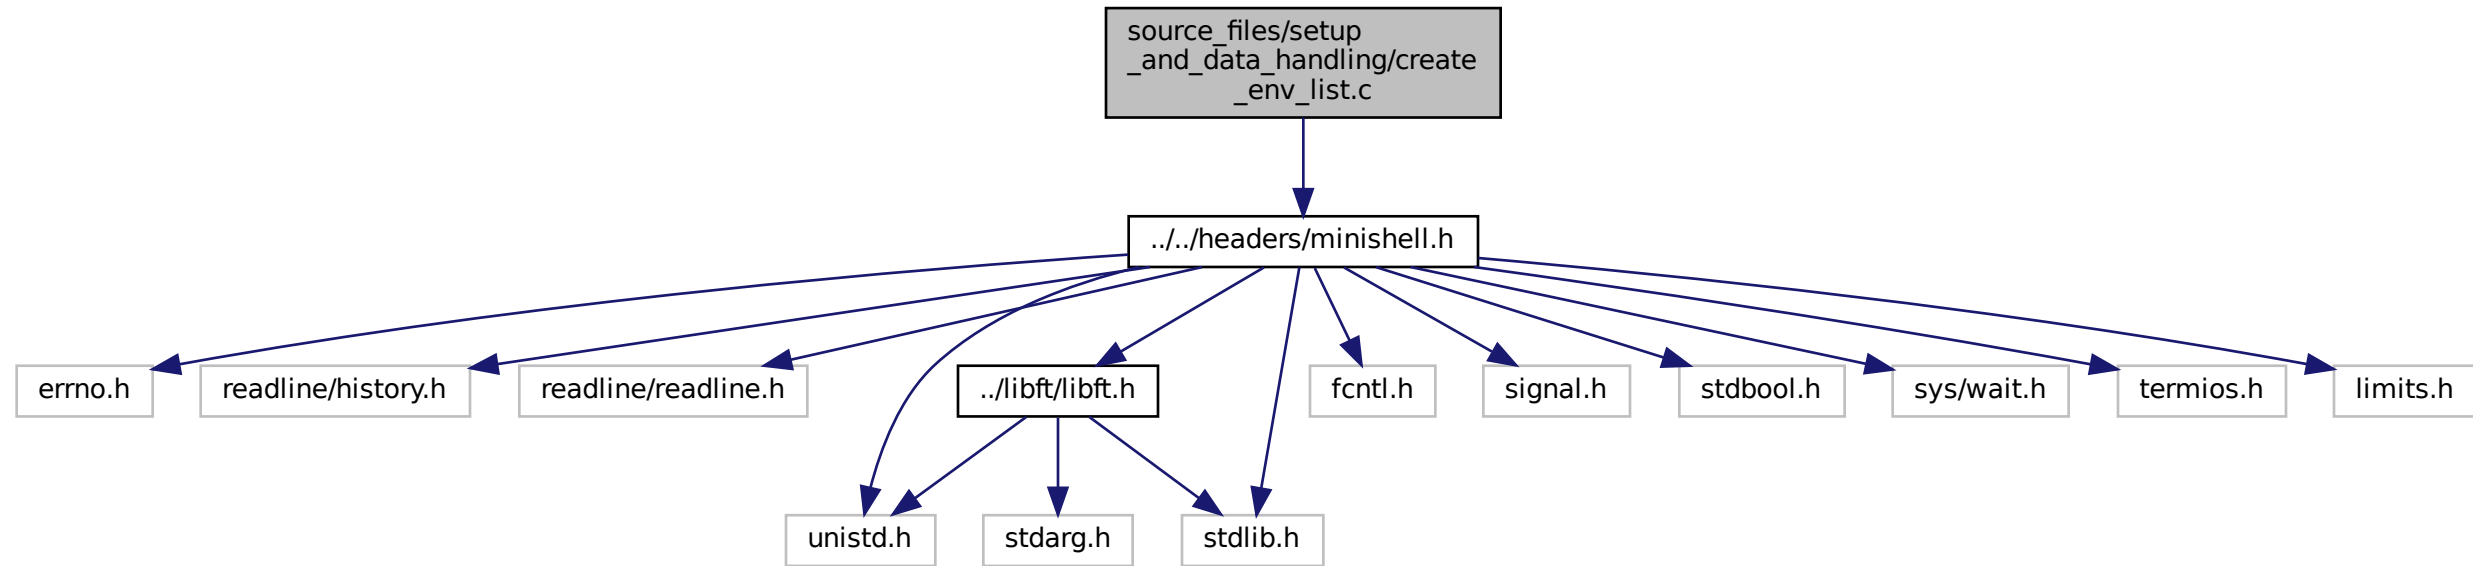 source_files/setup
_and_data_handling/create
_env_list.c
../../headers/minishell.h
errno.h
readline/history.h
readline/readline.h
../libft/libft.h
fcntl.h
signal.h
stdbool.h
sys/wait.h
termios.h
limits.h
unistd.h
stdarg.h
stdlib.h